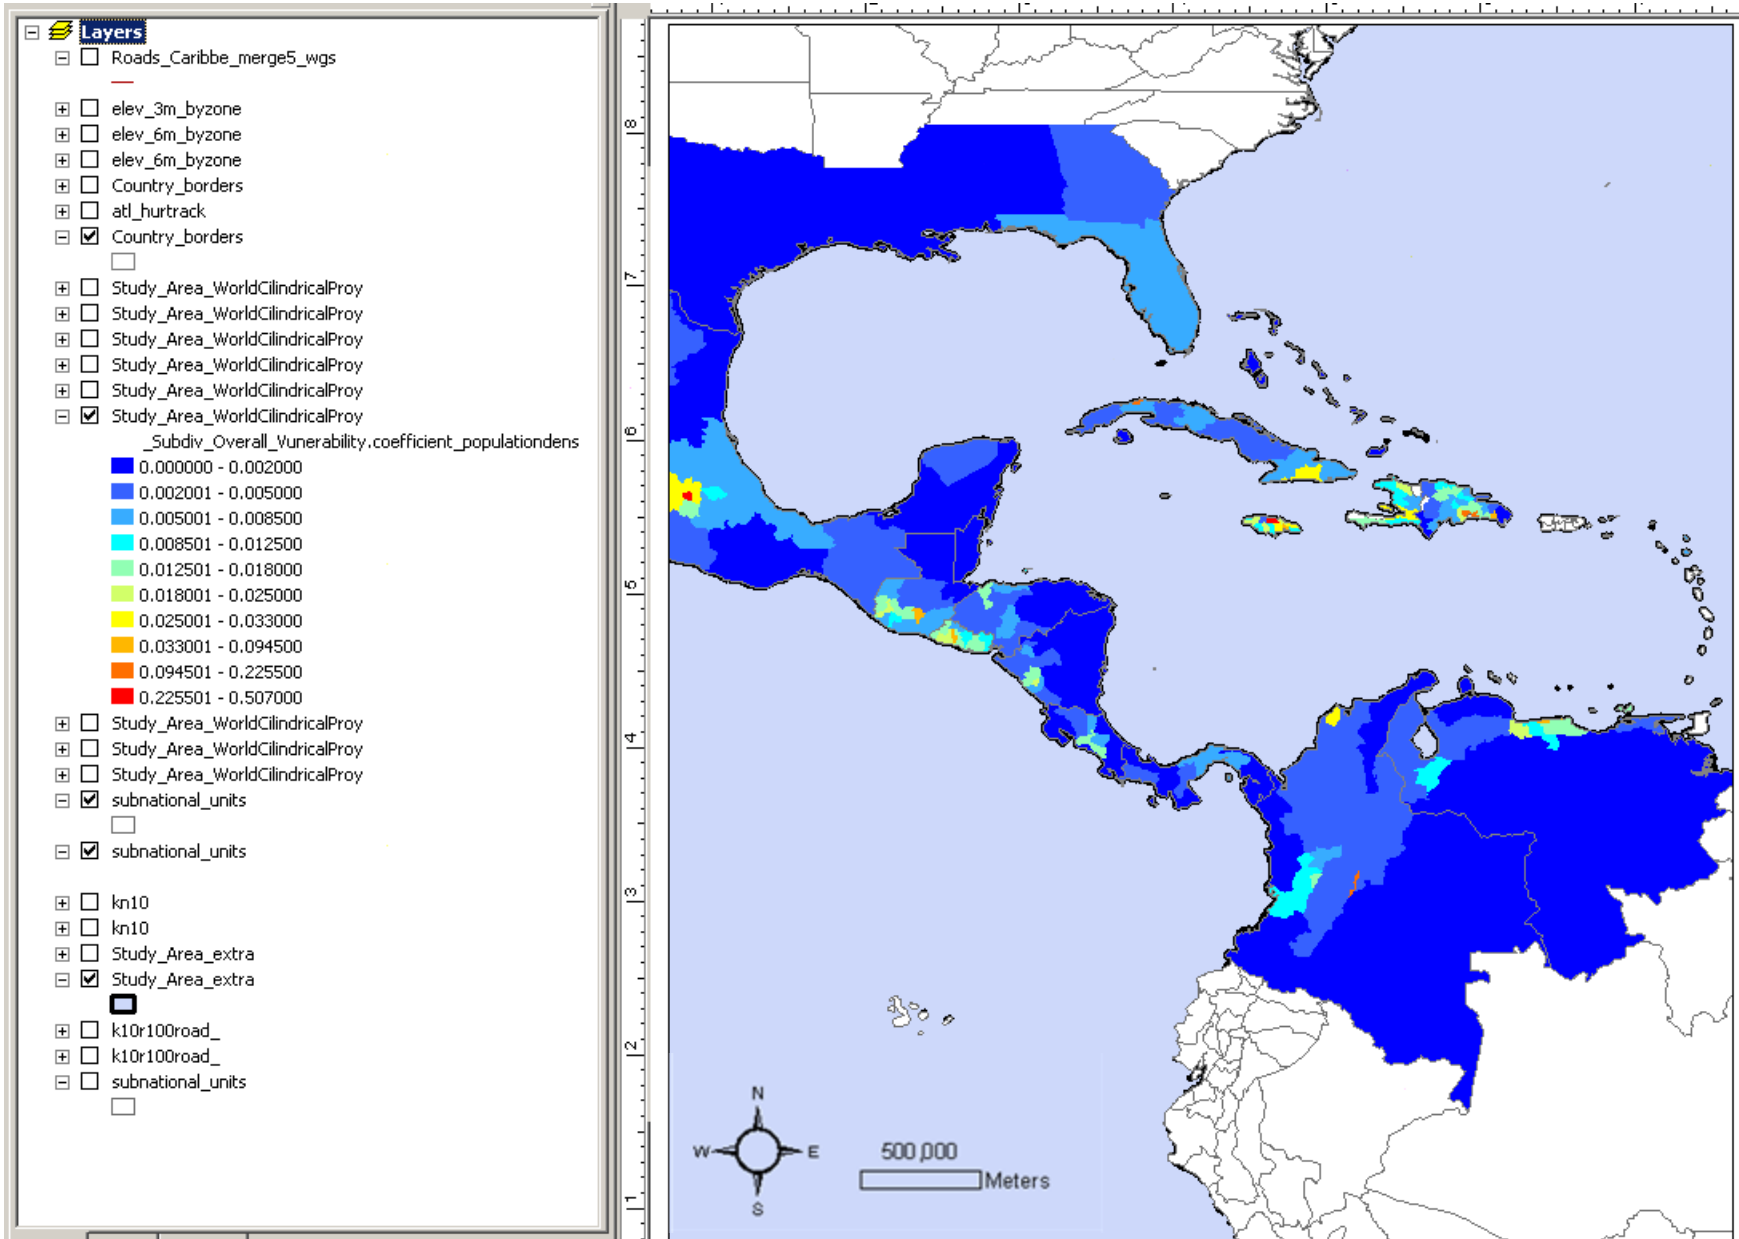 Layers
Roads_Caribbe_merge5_wgs
elev_3m_byzone
elev_6m_byzone
elev_6m_byzone
Country_borders
atl_hurtrack
Country_borders
Study_Area_WorldCilindricalProy
Study_Area_WorldCilindricalProy
Study_Area_WorldCilindricalProy
Study_Area_WorldCilindricalProy
Study_Area_WorldCilindricalProy
Study_Area_WorldCilindricalProy
_Subdiv_Overall_Vunerability.coefficient_populationdens
0.000000 - 0.002000
0.002001 - 0.005000
0.005001 - 0.008500
0.008501 - 0.012500
0.012501 - 0.018000
0.018001 - 0.025000
0.025001 - 0.033000
0.033001 - 0.094500
0.094501 - 0.225500
0.225501 - 0.507000
Study_Area_WorldCilindricalProy
Study_Area_WorldCilindricalProy
Study_Area_WorldCilindricalProy
subnational_units
subnational_units
kn10
kn10
Study_Area_extra
Study_Area_extra
k10r100road_
k10r100road_
subnational_units
8
7
6
5
4
3
2
1
N
W
E
S
500,000
Meters